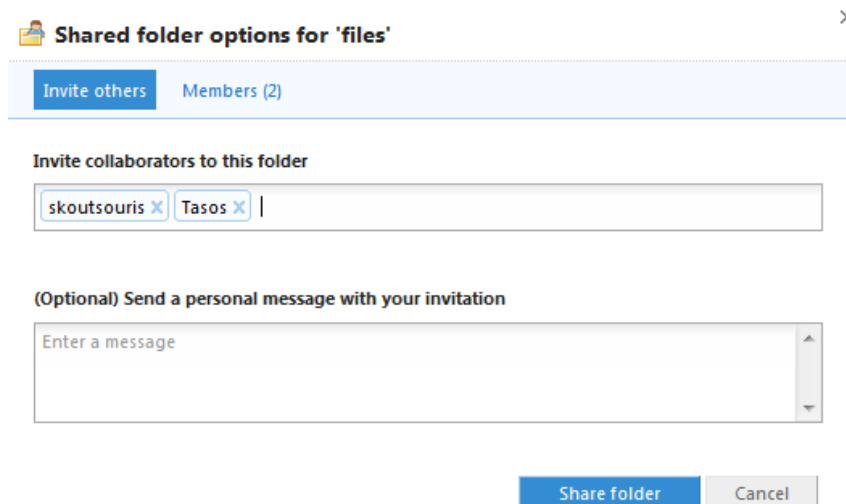 Shared folder options for 'files'
Invite others Members (2)
Invite collaborators to this folder
skoutsouris x Tasos x
(Optional) Send a personal message with your invitation
Enter a message
Share folder Cancel